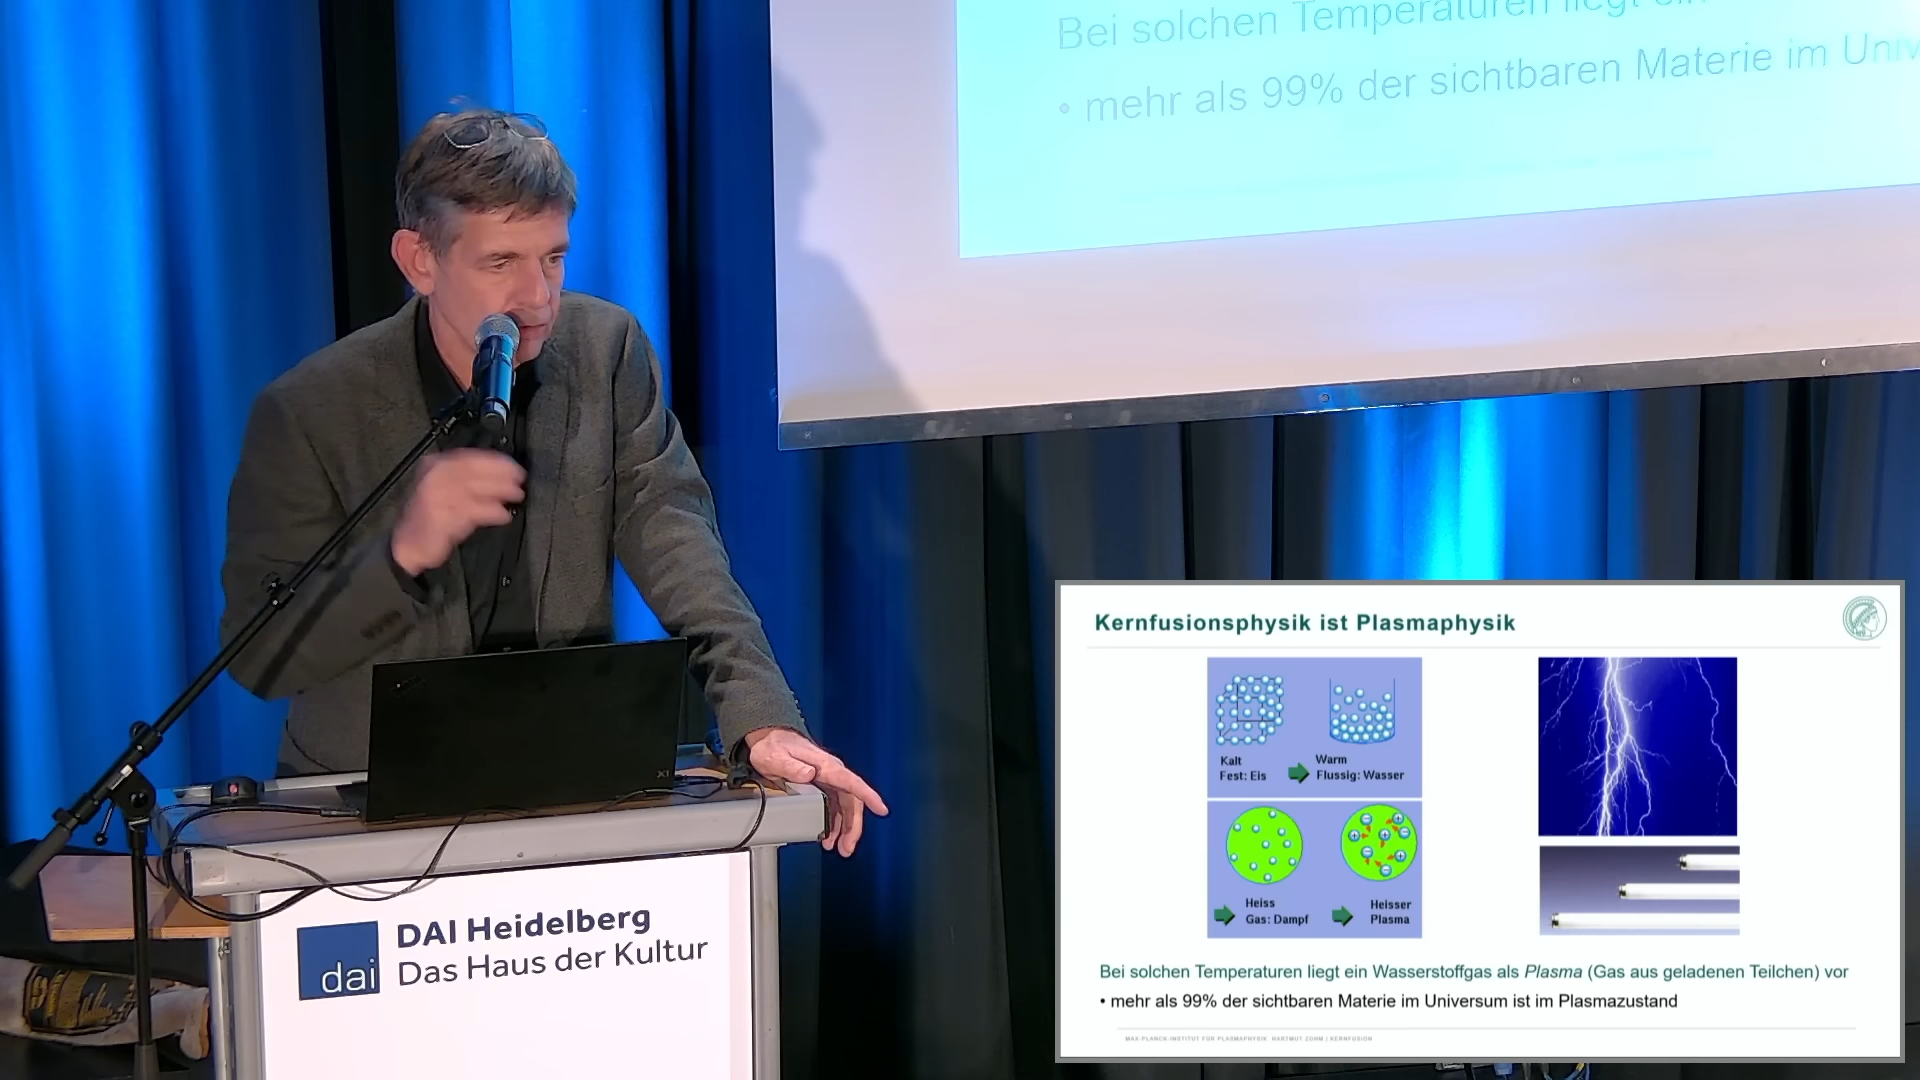 Bei solchen Temperaturen liegt ein
• mehr als 99% der sichtbaren Materie im Univ
Kernfusionsphysik ist Plasmaphysik
Kalt
Fest: Eis
Warm
Flussig: Wasser
Heiss
Gas: Dampf
Heisser
Plasma
Bei solchen Temperaturen liegt ein Wasserstoffgas als Plasma (Gas aus geladenen Teilchen) vor
• mehr als 99% der sichtbaren Materie im Universum ist im Plasmazustand
MAX-PLANCK-INSTITUT FÜR PLASMAPHYSIK HARTMUT ZOHM | KERNFUSION
X1
dai
DAI Heidelberg
Das Haus der Kultur